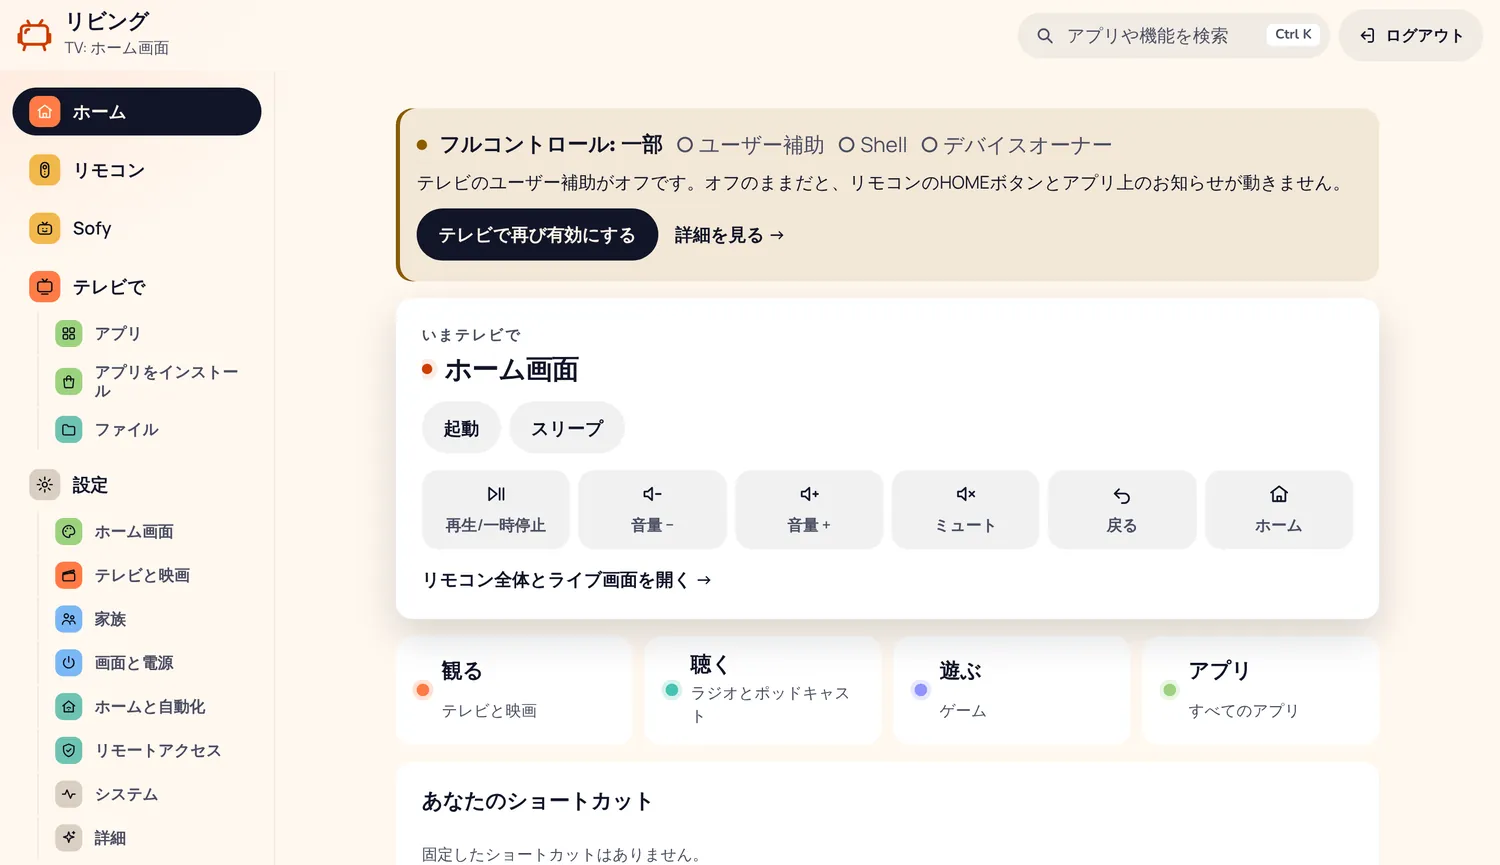 リビング
TV: ホーム画面
アプリや機能を検索
Ctrl K
ログアウト
ホーム
リモコン
Sofy
テレビで
アプリ
アプリをインストー
ル
ファイル
設定
ホーム画面
テレビと映画
家族
画面と電源
ホームと自動化
リモートアクセス
システム
詳細
フルコントロール: 一部 ユーザー補助 Shell デバイスオーナー
テレビのユーザー補助がオフです。オフのままだと、リモコンのHOMEボタンとアプリ上のお知らせが動きません。
テレビで再び有効にする
詳細を見る →
いまテレビで
ホーム画面
起動
スリープ
再生/一時停止
音量 −
音量 +
ミュート
戻る
ホーム
リモコン全体とライブ画面を開く →
観る
テレビと映画
聴く
ラジオとポッドキャス
ト
遊ぶ
ゲーム
アプリ
すべてのアプリ
あなたのショートカット
固定したショートカットはありません。